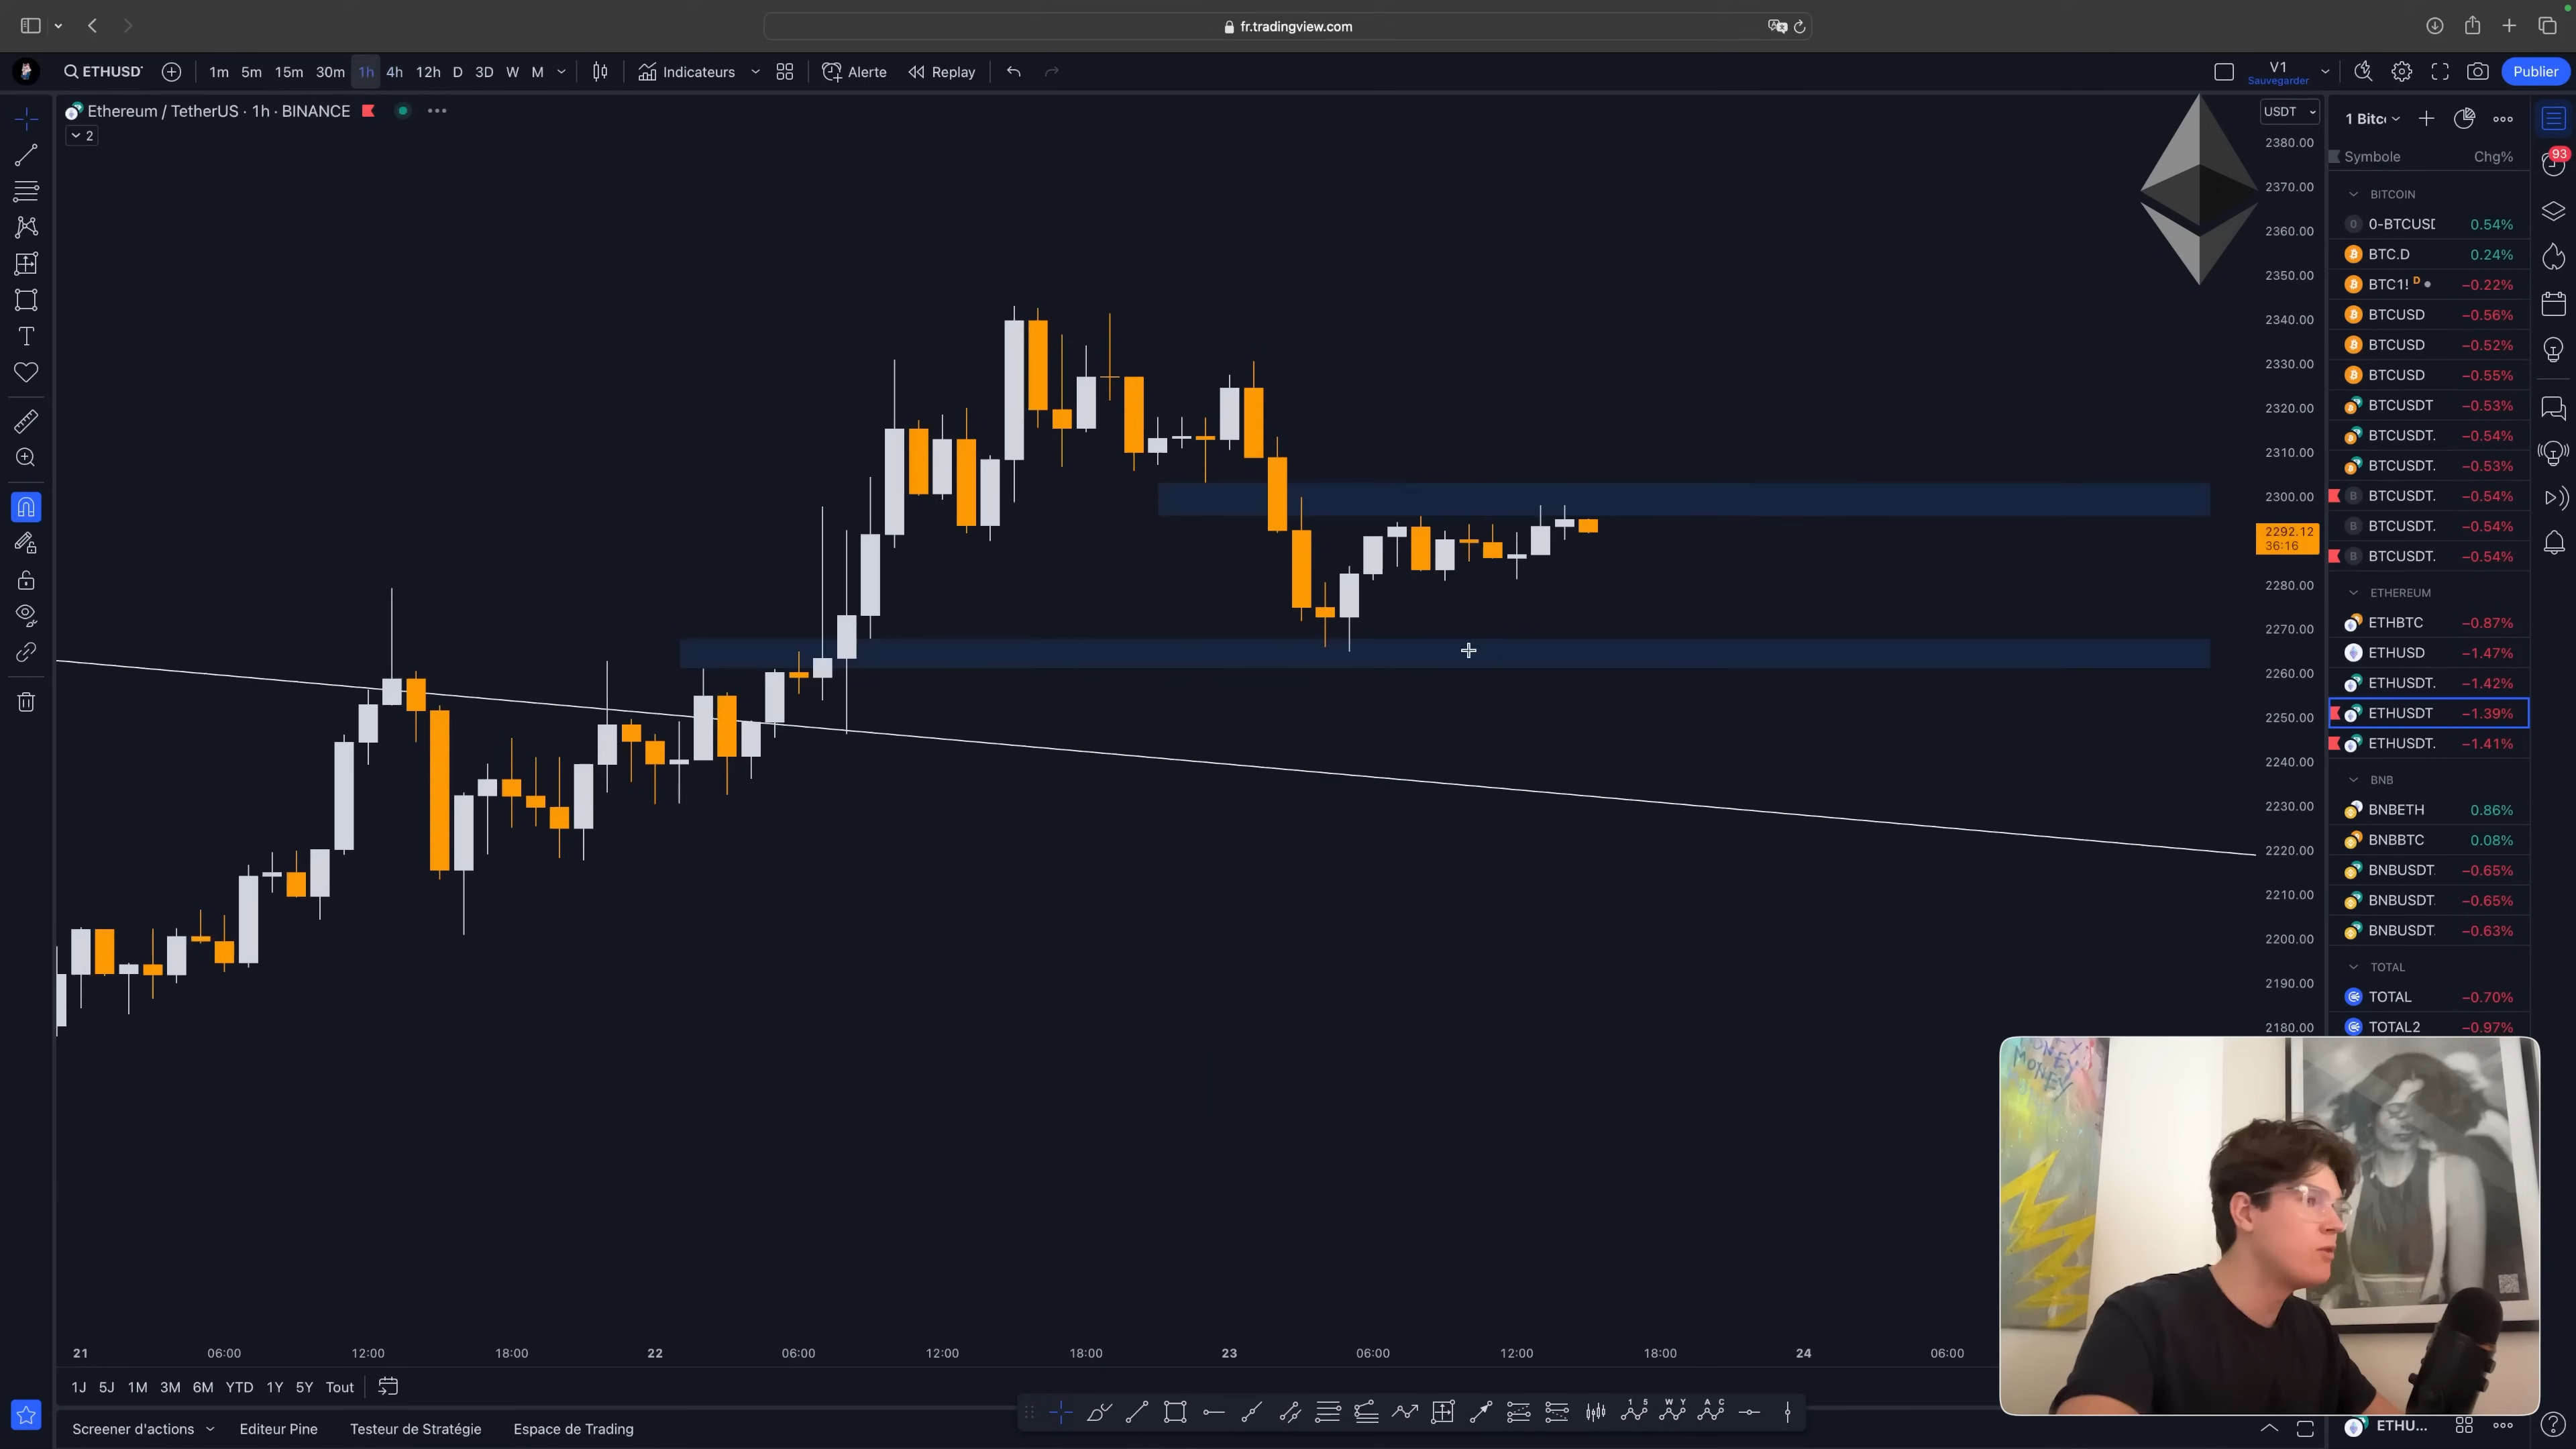 fr.tradingview.com
ETHUSD
1m 5m 15m 30m 1h 4h 12h D 3D W M Indicateurs Alerte Replay V1 Sauvegarder Publier
Ethereum / TetherUS · 1h · BINANCE
2
USDT
2380.00
2370.00
2360.00
2350.00
2340.00
2330.00
2320.00
2310.00
2300.00
2292.12
36:16
2280.00
2270.00
2260.00
2250.00
2240.00
2230.00
2220.00
2210.00
2200.00
2190.00
2180.00
1 Bitc
93
Symbole Chg%
BITCOIN
0-BTCUSD 0.54%
BTC.D 0.24%
BTC1! D −0.22%
BTCUSD −0.56%
BTCUSD −0.52%
BTCUSD −0.55%
BTCUSDT −0.53%
BTCUSDT. −0.54%
BTCUSDT. −0.53%
BTCUSDT. −0.54%
BTCUSDT. −0.54%
BTCUSDT. −0.54%
ETHEREUM
ETHBTC −0.87%
ETHUSD −1.47%
ETHUSDT. −1.42%
ETHUSDT −1.39%
ETHUSDT. −1.41%
BNB
BNBETH 0.86%
BNBBTC 0.08%
BNBUSDT −0.65%
BNBUSDT −0.65%
BNBUSDT −0.63%
TOTAL
TOTAL −0.70%
TOTAL2 −0.97%
MONEY
21 06:00 12:00 18:00 22 06:00 12:00 18:00 23 06:00 12:00 18:00 24 06:00
1J 5J 1M 3M 6M YTD 1Y 5Y Tout
Screener d'actions Editeur Pine Testeur de Stratégie Espace de Trading
ETHU...